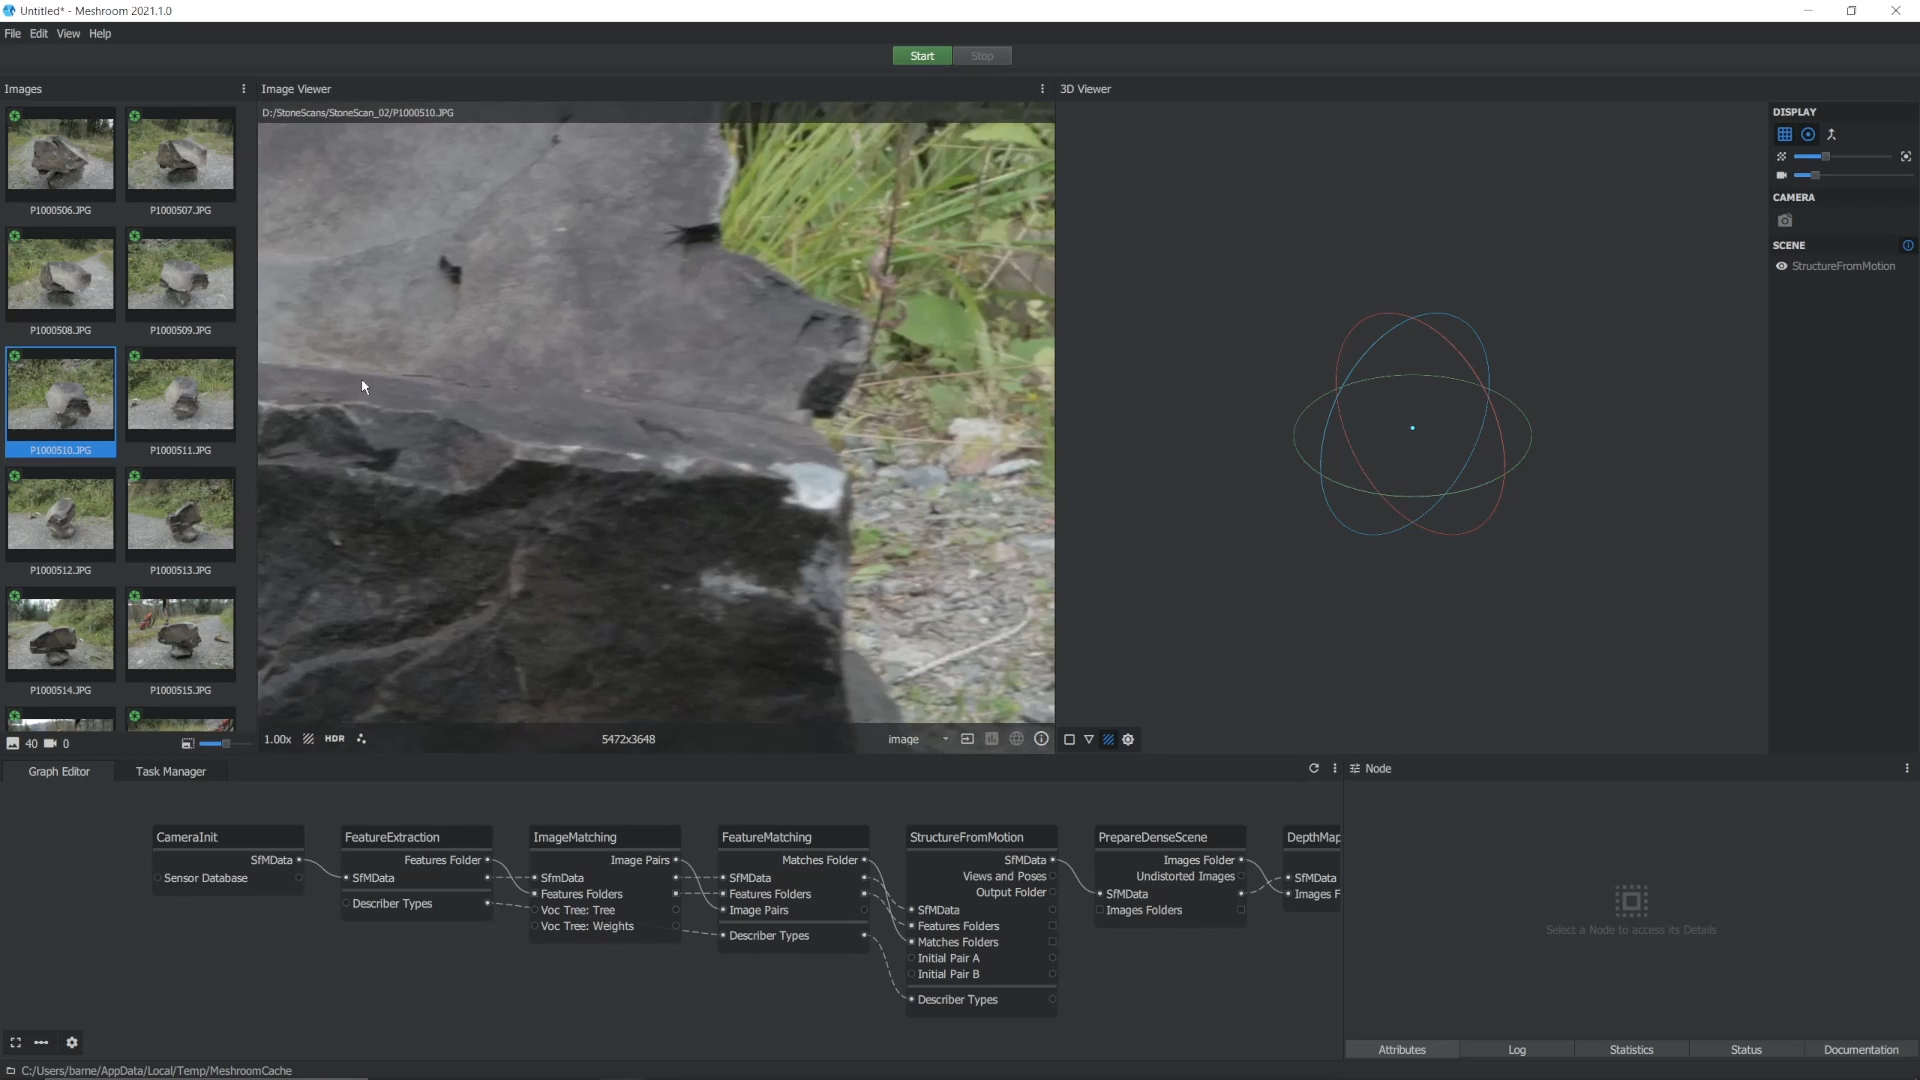 Untitled* - Meshroom 2021.1.0
File Edit View Help
Start Stop
Images
Image Viewer
3D Viewer
D:/StoneScans/StoneScan_02/P1000510.JPG
DISPLAY
CAMERA
SCENE
StructureFromMotion
P1000506.JPG P1000507.JPG
P1000508.JPG P1000509.JPG
P1000510.JPG P1000511.JPG
P1000512.JPG P1000513.JPG
P1000514.JPG P1000515.JPG
40 0
1.00x HDR 5472x3648 image
Graph Editor Task Manager
Node
CameraInit
SfMData
Sensor Database
FeatureExtraction
Features Folder
SfMData
Describer Types
ImageMatching
Image Pairs
SfmData
Features Folders
Voc Tree: Tree
Voc Tree: Weights
FeatureMatching
Matches Folder
SfMData
Features Folders
Image Pairs
Describer Types
StructureFromMotion
SfMData
Views and Poses
Output Folder
SfMData
Features Folders
Matches Folders
Initial Pair A
Initial Pair B
Describer Types
PrepareDenseScene
Images Folder
Undistorted Images
SfMData
Images Folders
DepthMap
SfMData
Images F
Select a Node to access its Details
Attributes Log Statistics Status Documentation
C:/Users/barne/AppData/Local/Temp/MeshroomCache